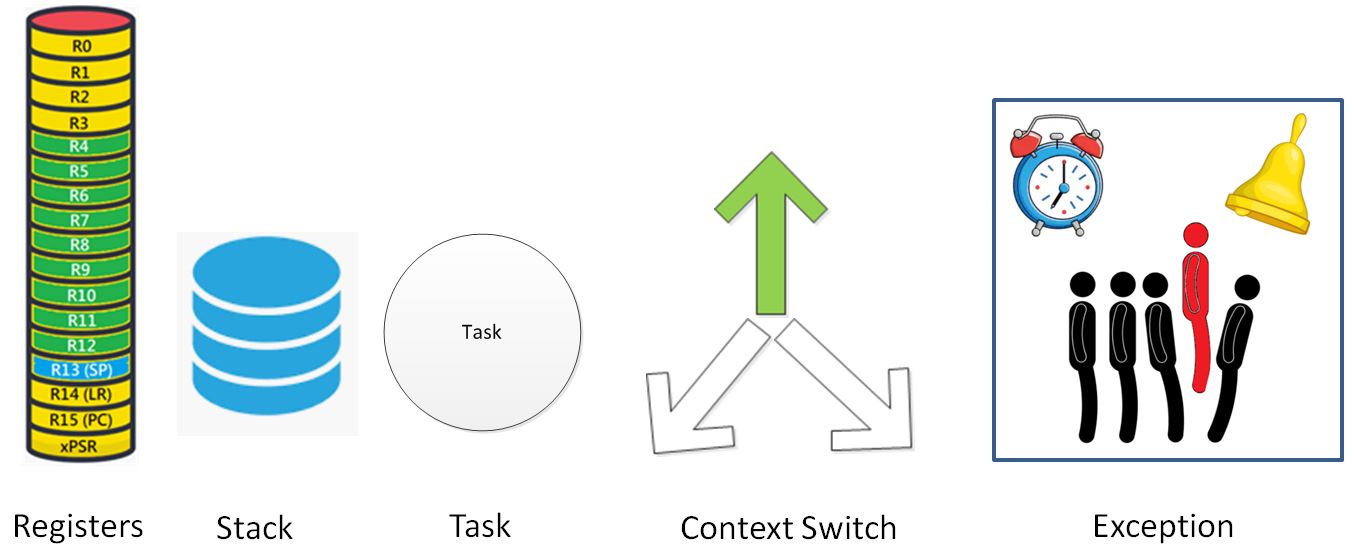 R0
R1
R2
R3
R4
R5
R6
R7
R8
R9
R10
R11
R12
R13 (SP)
R14 (LR)
R15 (PC)
xPSR
Task
Registers
Stack
Task
Context Switch
Exception